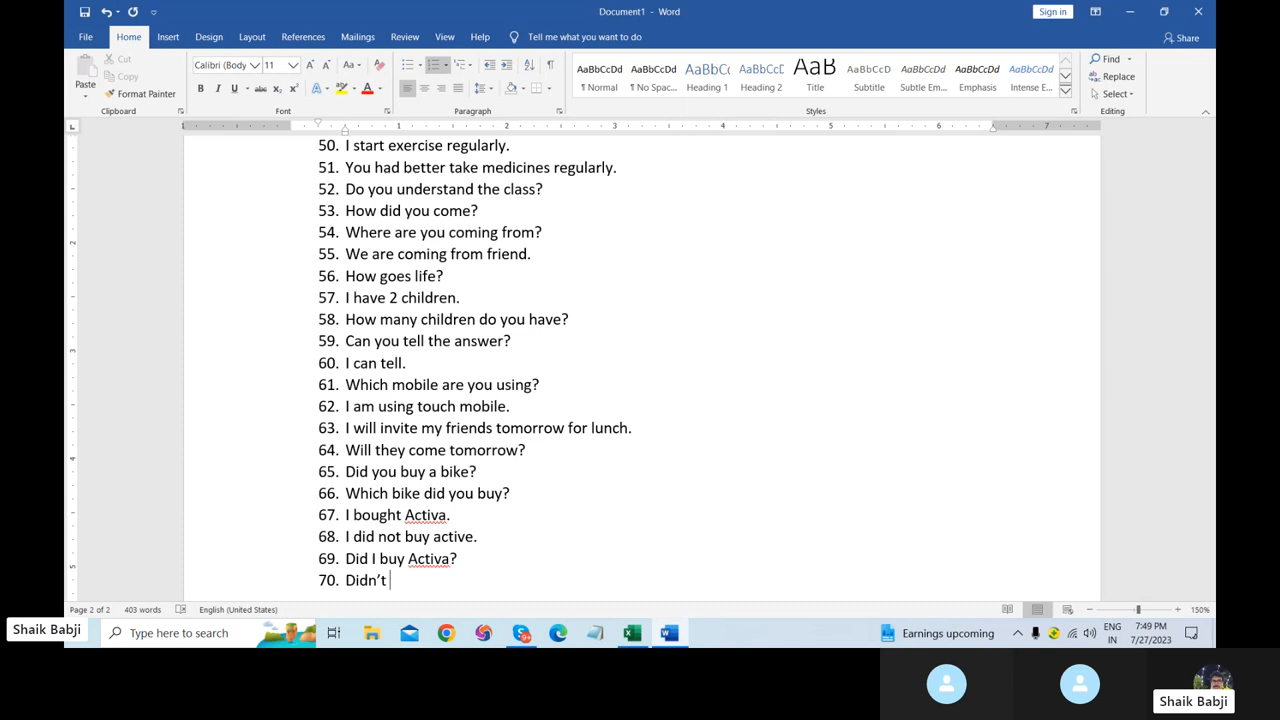 Document1 - Word
Sign in
File Home Insert Design Layout References Mailings Review View Help Tell me what you want to do Share
Paste
Cut
Copy
Format Painter
Clipboard
Calibri (Body 11
Font
Paragraph
AaBbCcDd AaBbCcDd AaBbCc AaBbCcD AaB AaBbCcD AaBbCcDd AaBbCcDd AaBbCcDd
¶ Normal ¶ No Spac... Heading 1 Heading 2 Title Subtitle Subtle Em... Emphasis Intense E...
Styles
Find
Replace
Select
Editing
1 1 2 3 4 5 6 7
50. I start exercise regularly.
51. You had better take medicines regularly.
52. Do you understand the class?
53. How did you come?
54. Where are you coming from?
55. We are coming from friend.
56. How goes life?
57. I have 2 children.
58. How many children do you have?
59. Can you tell the answer?
60. I can tell.
61. Which mobile are you using?
62. I am using touch mobile.
63. I will invite my friends tomorrow for lunch.
64. Will they come tomorrow?
65. Did you buy a bike?
66. Which bike did you buy?
67. I bought Activa.
68. I did not buy active.
69. Did I buy Activa?
70. Didn’t
Page 2 of 2 403 words English (United States) 150%
Shaik Babji
Type here to search
Earnings upcoming
ENG
IN
7:49 PM
7/27/2023
Shaik Babji